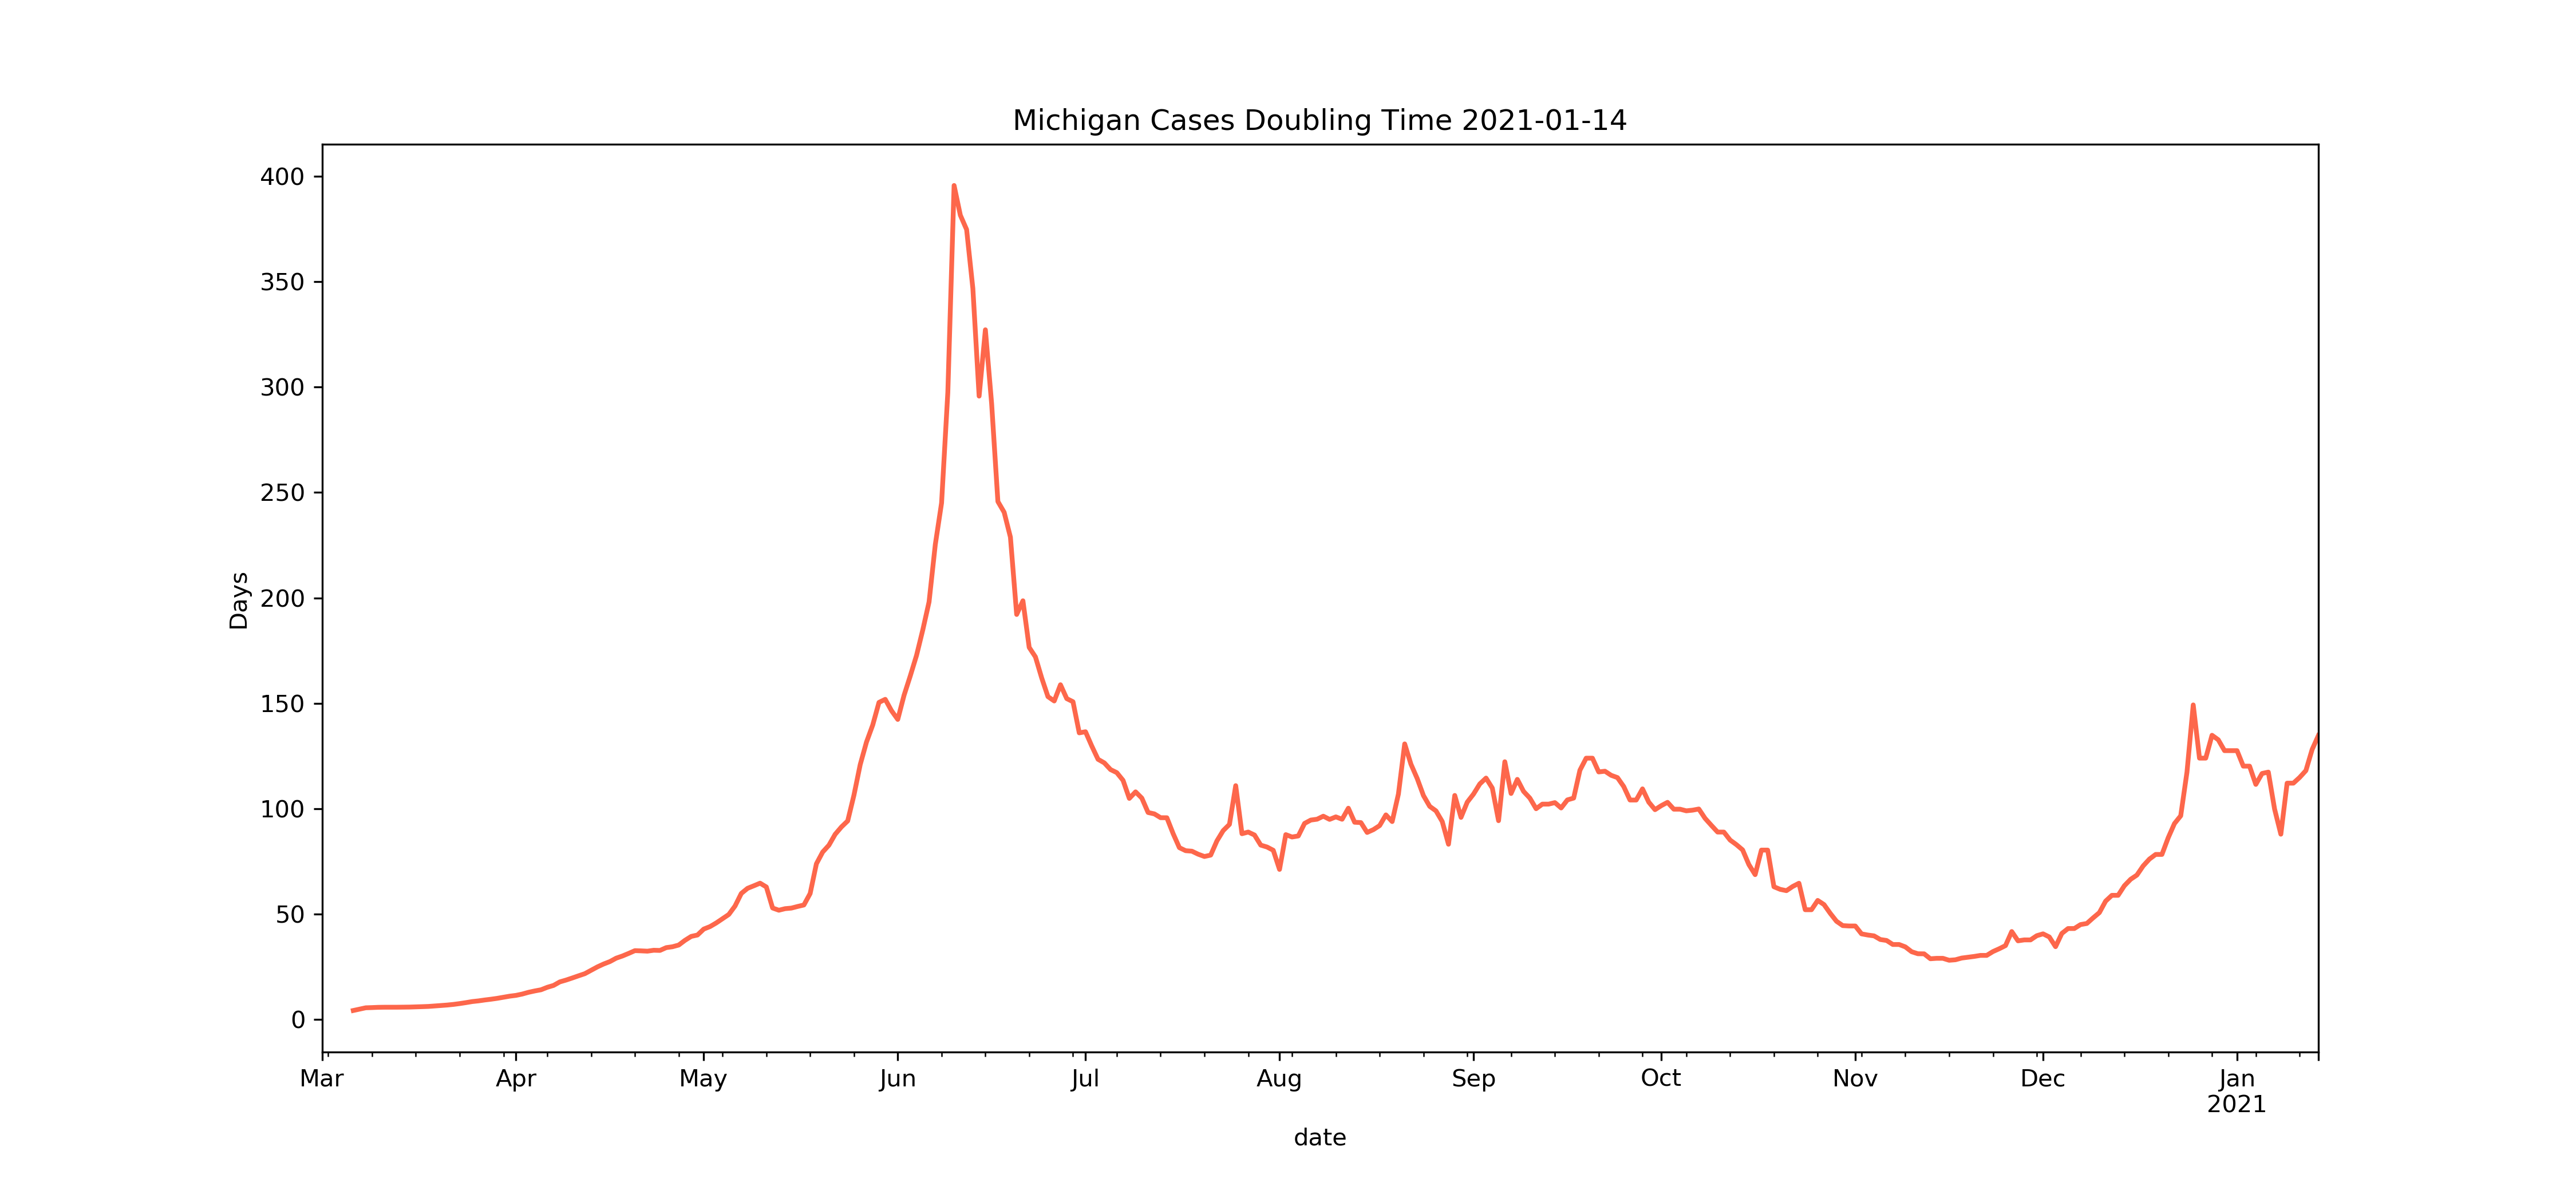 Michigan Cases Doubling Time 2021-01-14
400
350
300
250
200
150
100
50
0
Days
Mar Apr May Jun Jul Aug Sep Oct Nov Dec Jan
2021
date